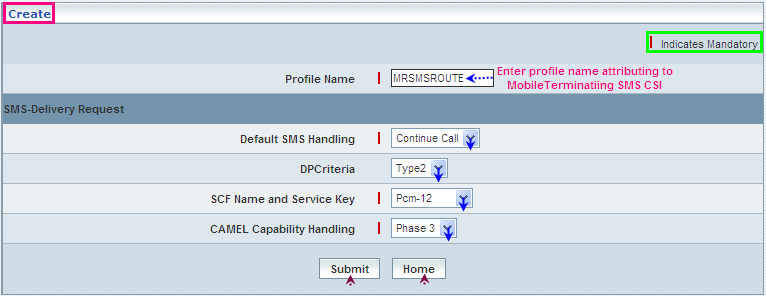 Create
Indicates Mandatory
Profile Name MRSMSROUTE Enter profile name attributing to
MobileTerminatiing SMS CSI
SMS-Delivery Request
Default SMS Handling Continue Call
DPCriteria Type2
SCF Name and Service Key Pcm-12
CAMEL Capability Handling Phase 3
Submit Home